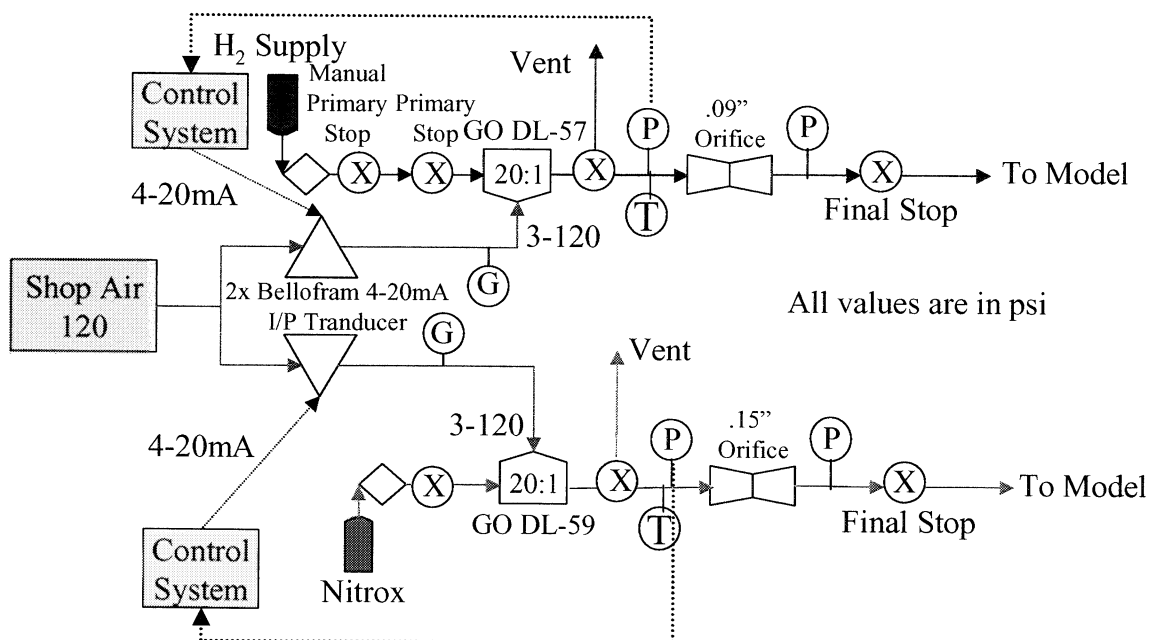 H2 Supply
Manual
Primary
Stop
Primary
Stop
GO DL-57
Vent
.09”
Orifice
P
P
Control
System
X
X
20:1
X
T
X
To Model
Final Stop
4-20mA
3-120
G
Shop Air
120
2x Bellofram 4-20mA
I/P Tranducer
All values are in psi
G
Vent
4-20mA
3-120
.15”
Orifice
P
P
X
20:1
X
T
X
To Model
GO DL-59
Final Stop
Control
System
Nitrox